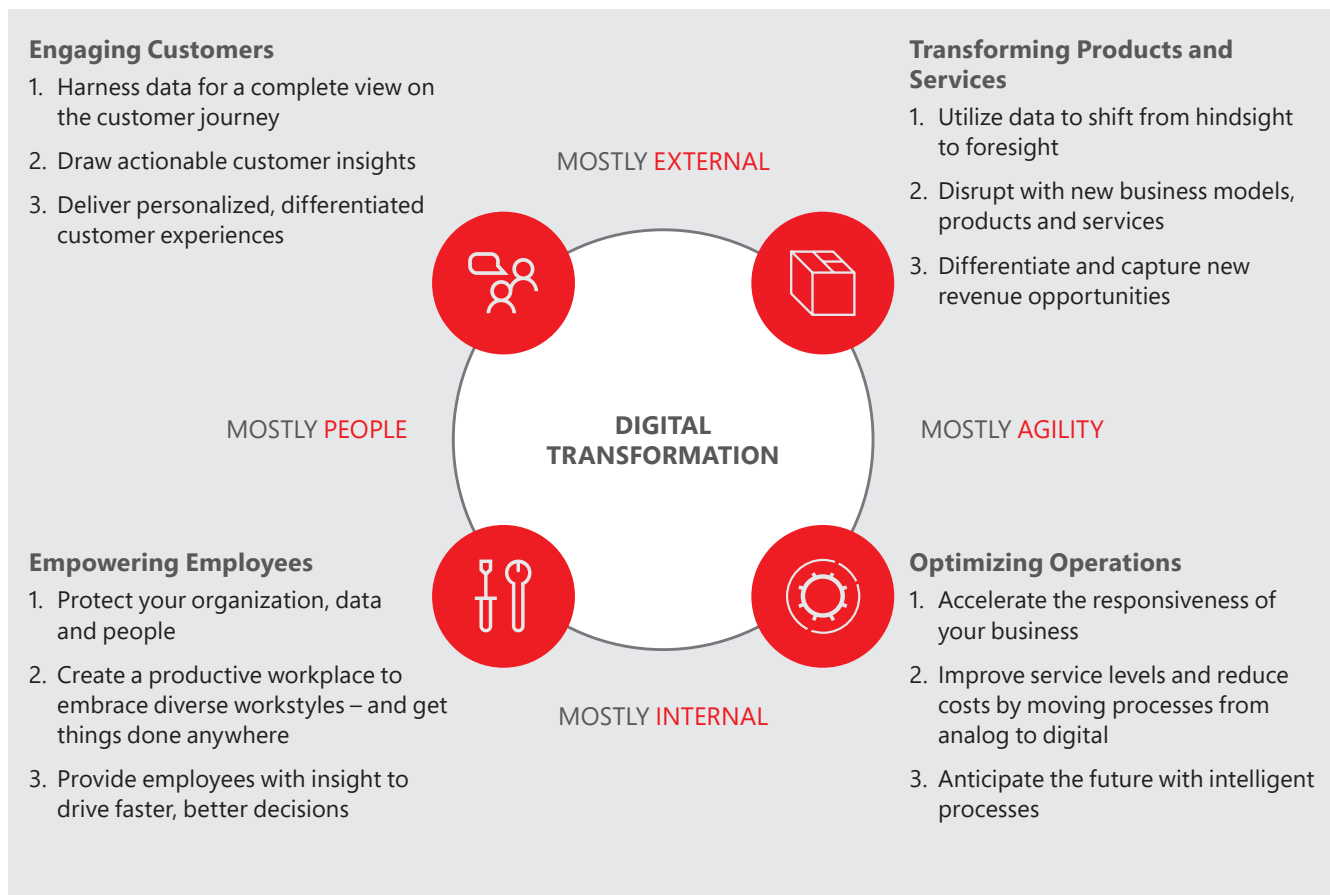 Engaging Customers
1. Harness data for a complete view on
the customer journey
2. Draw actionable customer insights
3. Deliver personalized, differentiated
customer experiences
Transforming Products and
Services
1. Utilize data to shift from hindsight
to foresight
2. Disrupt with new business models,
products and services
3. Differentiate and capture new
revenue opportunities
MOSTLY EXTERNAL
MOSTLY PEOPLE
DIGITAL
TRANSFORMATION
MOSTLY AGILITY
MOSTLY INTERNAL
Empowering Employees
1. Protect your organization, data
and people
2. Create a productive workplace to
embrace diverse workstyles – and get
things done anywhere
3. Provide employees with insight to
drive faster, better decisions
Optimizing Operations
1. Accelerate the responsiveness of
your business
2. Improve service levels and reduce
costs by moving processes from
analog to digital
3. Anticipate the future with intelligent
processes